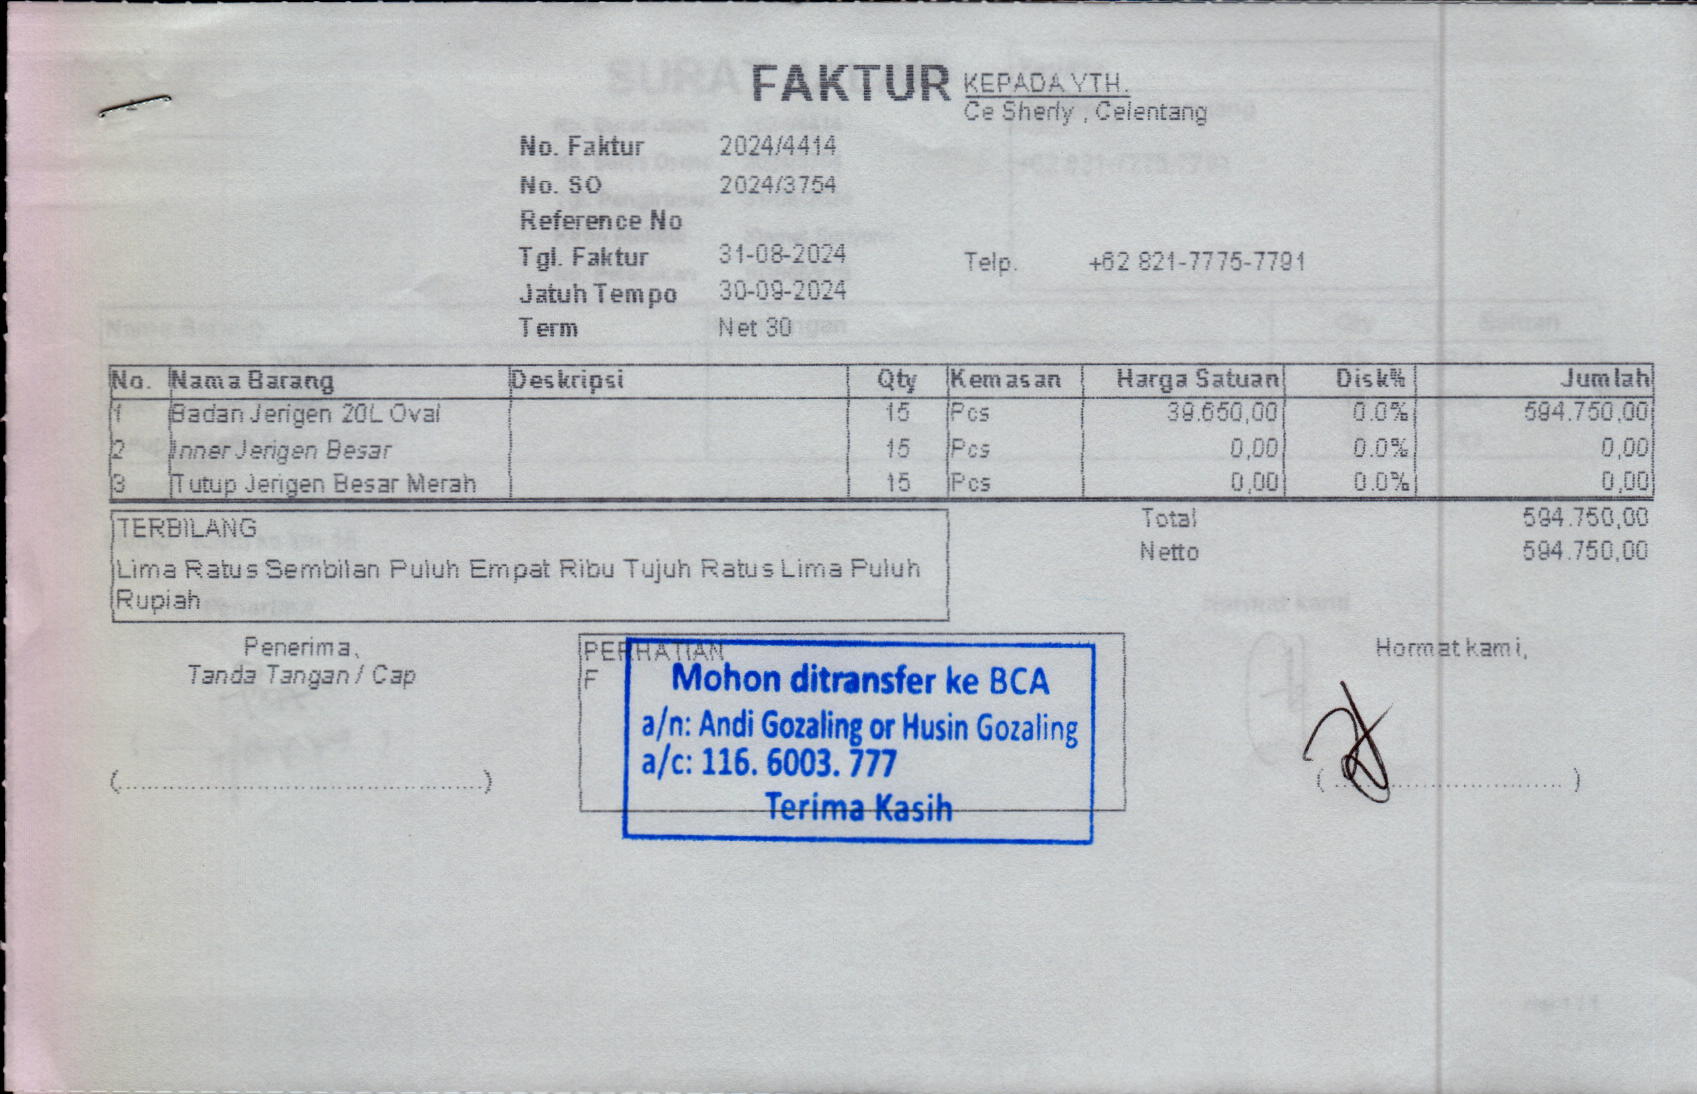 FAKTUR
KEPADA YTH.
Ce Sherly , Celentang
No. Faktur 2024/4414
No. SO 2024/3754
Reference No
Tgl. Faktur 31-08-2024
Telp. +62 821-7775-7791
Jatuh Tempo 30-09-2024
Term Net 30
No. Nama Barang Deskripsi Qty Kemasan Harga Satuan Disk% Jumlah
1 Badan Jerigen 20L Oval 15 Pcs 39.650,00 0.0% 594.750,00
2 Inner Jerigen Besar 15 Pcs 0,00 0.0% 0,00
3 Tutup Jerigen Besar Merah 15 Pcs 0,00 0.0% 0,00
TERBILANG
Lima Ratus Sembilan Puluh Empat Ribu Tujuh Ratus Lima Puluh
Rupiah
Total 594.750,00
Netto 594.750,00
Penerima,
Tanda Tangan / Cap
PERHATIAN
F
Mohon ditransfer ke BCA
a/n: Andi Gozaling or Husin Gozaling
a/c: 116. 6003. 777
Terima Kasih
Hormat kami,